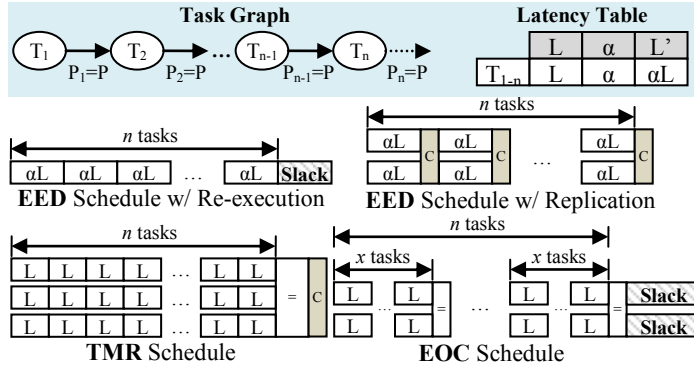 Task Graph
Latency Table
T1 T2 ... Tn-1 Tn
P1=P P2=P Pn-1=P Pn=P
L α L’
T1-n L α αL
n tasks
αL αL αL ... αL Slack
EED Schedule w/ Re-execution
n tasks
αL C αL C ... αL C
αL αL αL
EED Schedule w/ Replication
n tasks
L L L L ... L L
L L L L ... L L = C
L L L L ... L L
TMR Schedule
n tasks
x tasks x tasks
L ... L = ... L ... L = Slack
L ... L L ... L Slack
EOC Schedule